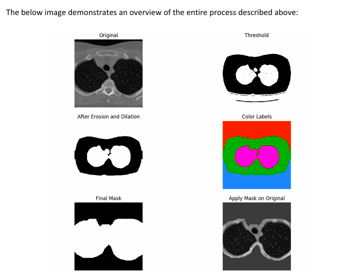 The below image demonstrates an overview of the entire process described above:
Original
Threshold
After Erosion and Dilation
Color Labels
Final Mask
Apply Mask on Original